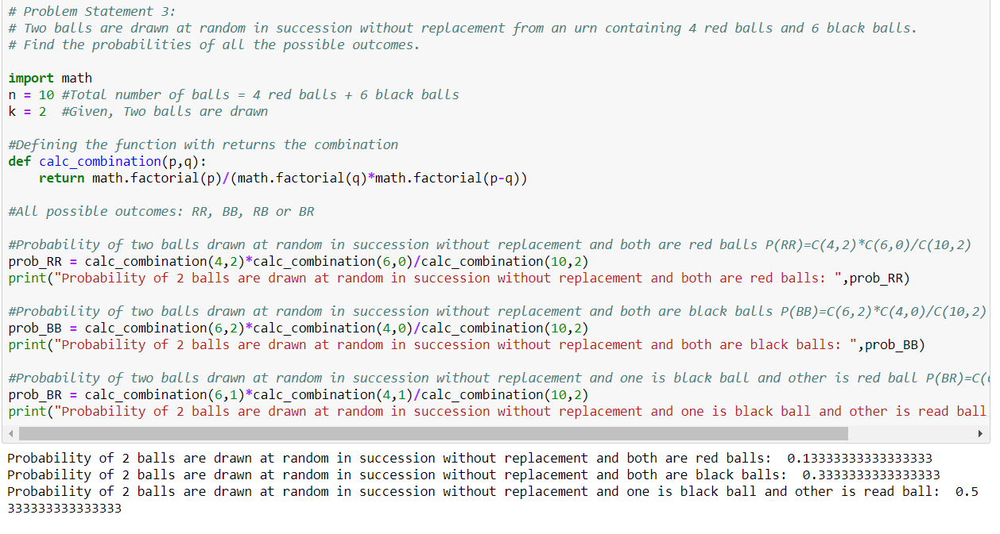 # Problem Statement 3:
# Two balls are drawn at random in succession without replacement from an urn containing 4 red balls and 6 black balls.
# Find the probabilities of all the possible outcomes.
import math
n = 10 #Total number of balls = 4 red balls + 6 black balls
k = 2  #Given, Two balls are drawn
#Defining the function with returns the combination
def calc_combination(p,q):
    return math.factorial(p)/(math.factorial(q)*math.factorial(p-q))
#All possible outcomes: RR, BB, RB or BR
#Probability of two balls drawn at random in succession without replacement and both are red balls P(RR)=C(4,2)*C(6,0)/C(10,2)
prob_RR = calc_combination(4,2)*calc_combination(6,0)/calc_combination(10,2)
print("Probability of 2 balls are drawn at random in succession without replacement and both are red balls: ",prob_RR)
#Probability of two balls drawn at random in succession without replacement and both are black balls P(BB)=C(6,2)*C(4,0)/C(10,2)
prob_BB = calc_combination(6,2)*calc_combination(4,0)/calc_combination(10,2)
print("Probability of 2 balls are drawn at random in succession without replacement and both are black balls: ",prob_BB)
#Probability of two balls drawn at random in succession without replacement and one is black ball and other is red ball P(BR)=C(
prob_BR = calc_combination(6,1)*calc_combination(4,1)/calc_combination(10,2)
print("Probability of 2 balls are drawn at random in succession without replacement and one is black ball and other is read ball
Probability of 2 balls are drawn at random in succession without replacement and both are red balls:  0.13333333333333333
Probability of 2 balls are drawn at random in succession without replacement and both are black balls:  0.3333333333333333
Probability of 2 balls are drawn at random in succession without replacement and one is black ball and other is read ball:  0.5
333333333333333